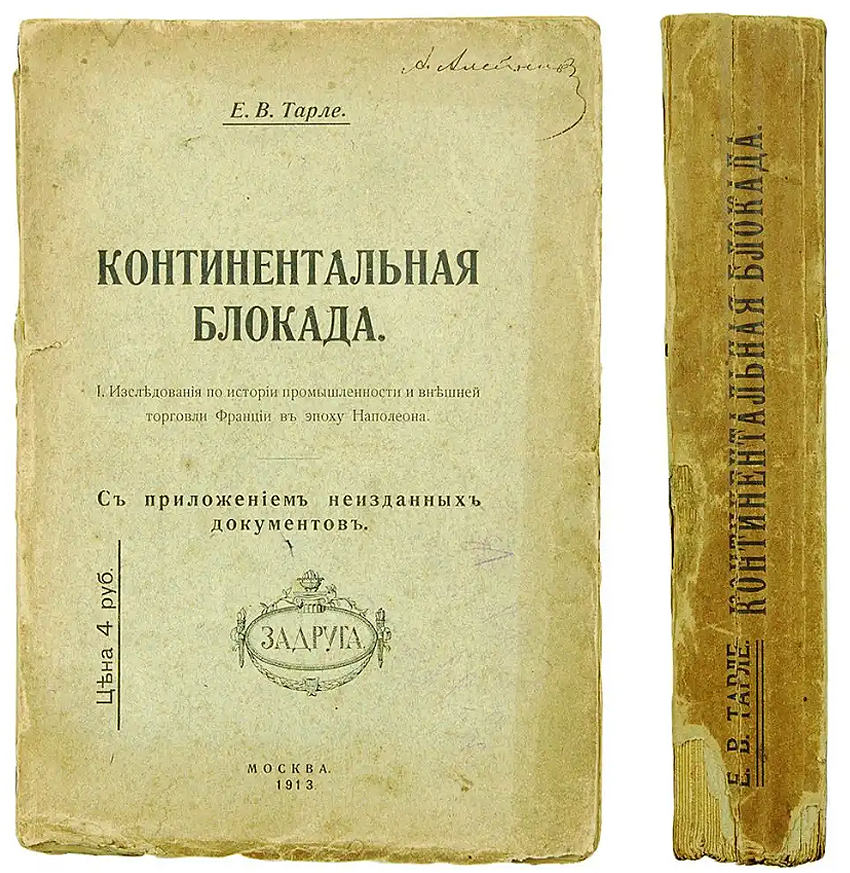 Е. В. Тарле.
КОНТИНЕНТАЛЬНАЯ
БЛОКАДА.
I. Изслѣдованія по исторіи промышленности и внѣшней
торговли Франціи въ эпоху Наполеона.
Съ приложеніемъ неизданныхъ
документовъ.
Цѣна 4 руб.
ЗАДРУГА.
МОСКВА.
1913
Е. В. ТАРЛЕ. КОНТИНЕНТАЛЬНАЯ БЛОКАДА.